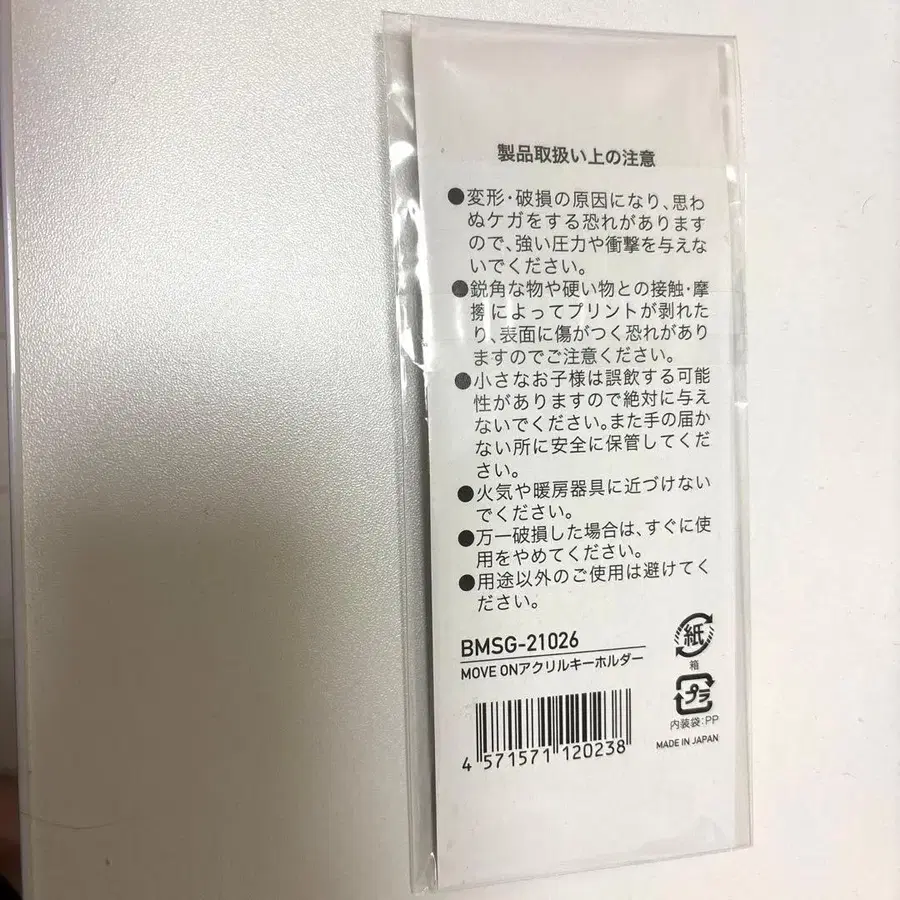 製品取扱い上の注意
●変形・破損の原因になり、思わ
ぬケガをする恐れがあります
ので、強い圧力や衝撃を与えな
いでください。
●鋭角な物や硬い物との接触・摩
擦によってプリントが剥れた
り、表面に傷がつく恐れがあり
ますのでご注意ください。
●小さなお子様は誤飲する可能
性がありますので絶対に与え
ないでください。また手の届か
ない所に安全に保管してくだ
さい。
●火気や暖房器具に近づけない
でください。
●万一破損した場合は、すぐに使
用をやめてください。
●用途以外のご使用は避けてく
ださい。
BMSG-21026
MOVE ONアクリルキーホルダー
4 571571 120238
紙
箱
プラ
内装袋:PP
MADE IN JAPAN